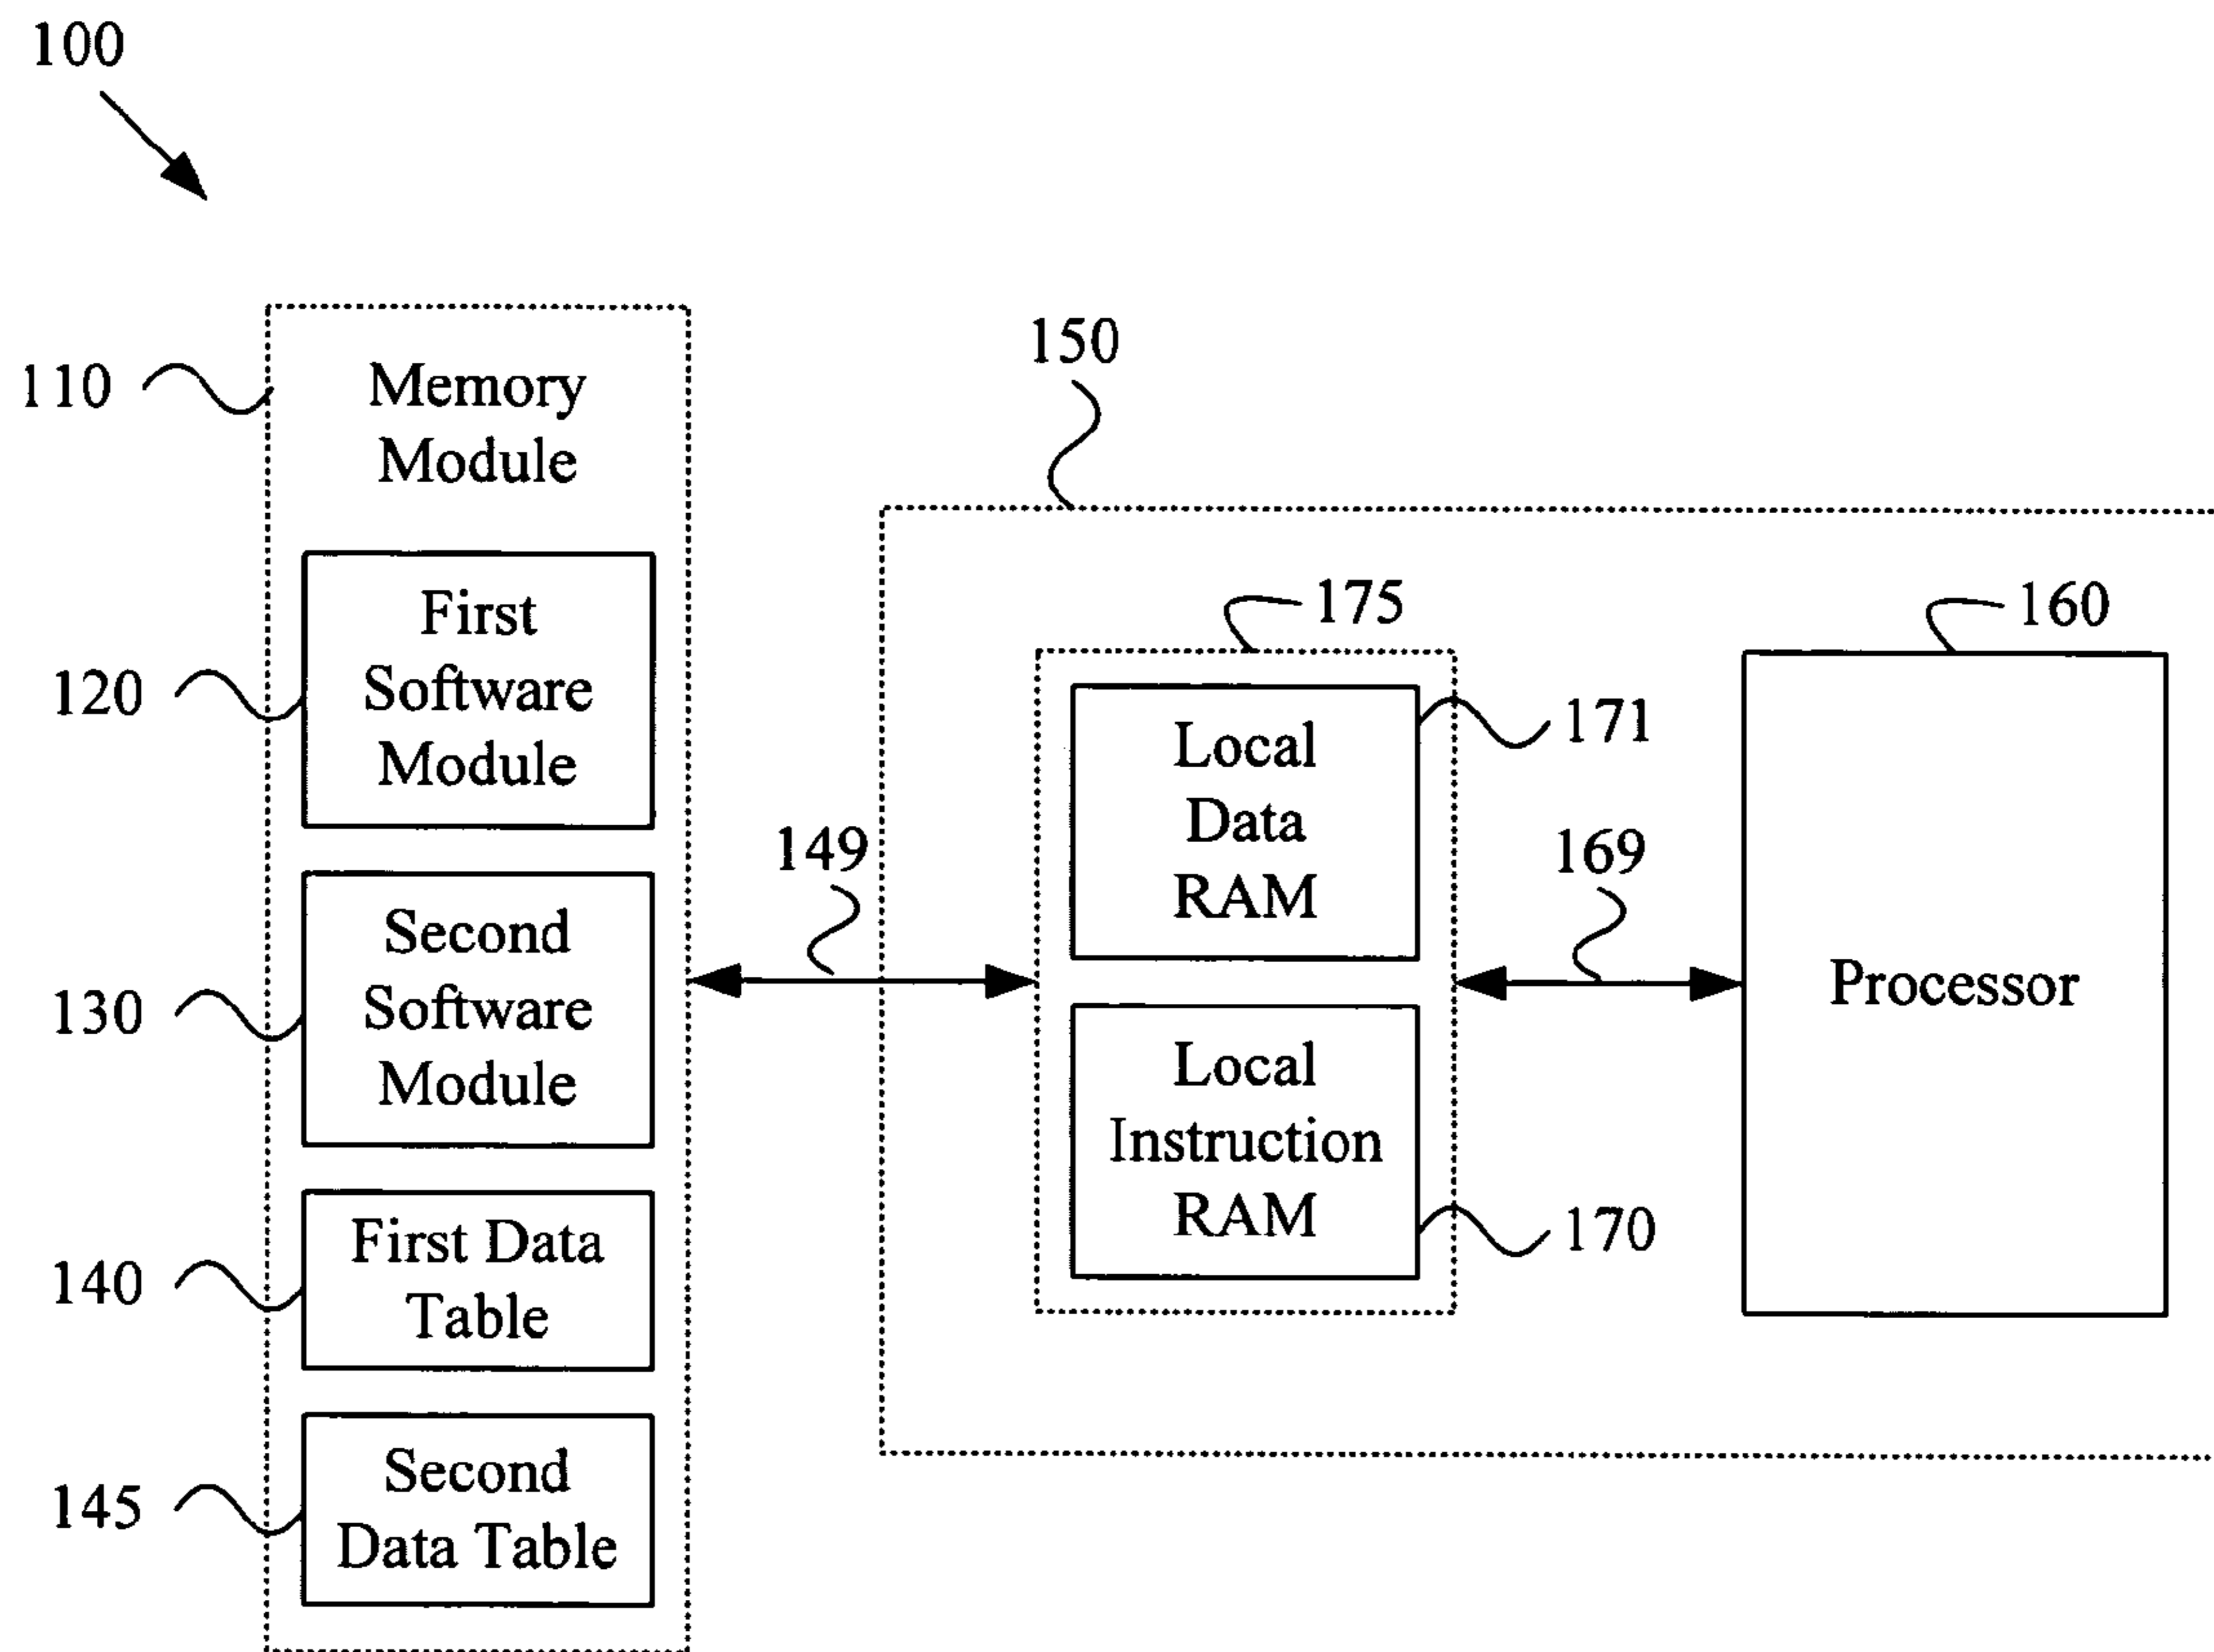 100
110
Memory
Module
120
First
Software
Module
130
Second
Software
Module
140
First Data
Table
145
Second
Data Table
149
150
175
171
Local
Data
RAM
170
Local
Instruction
RAM
169
160
Processor